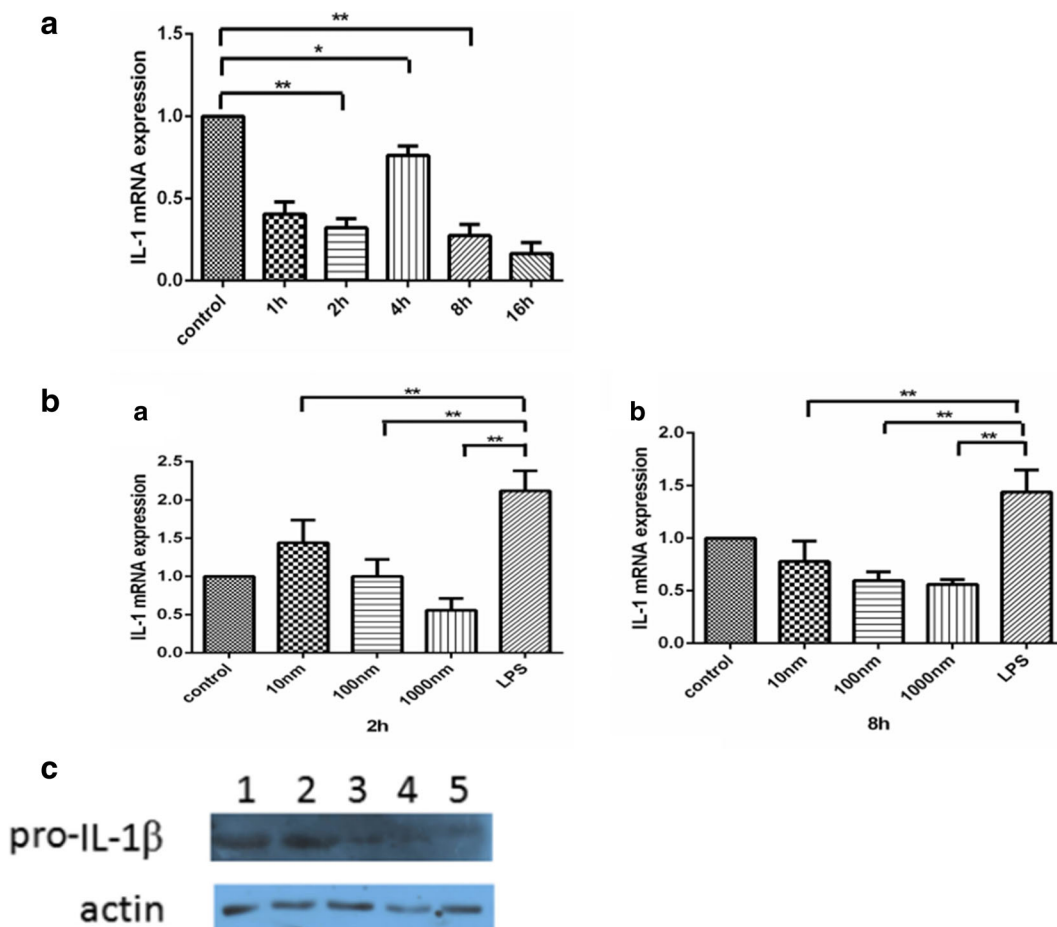 a
** 
*
**
IL-1 mRNA expression
1.5
1.0
0.5
0.0
control 1h 2h 4h 8h 16h
b
a
**
**
**
IL-1 mRNA expression
2.5
2.0
1.5
1.0
0.5
0.0
control 10nm 100nm 1000nm LPS
2h
b
**
**
**
IL-1 mRNA expression
2.0
1.5
1.0
0.5
0.0
control 10nm 100nm 1000nm LPS
8h
c
1 2 3 4 5
pro-IL-1β
actin